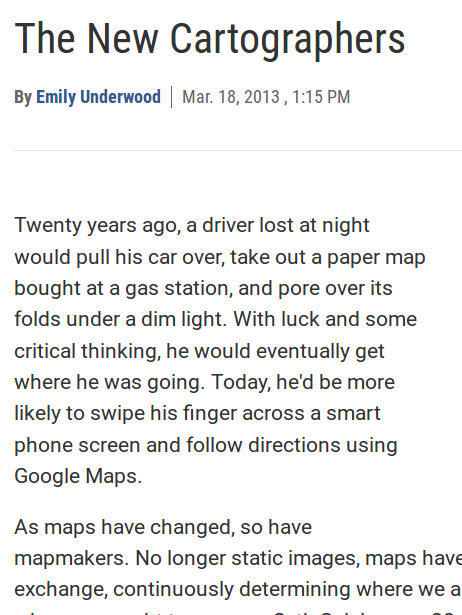 The New Cartographers
By Emily Underwood | Mar. 18, 2013 , 1:15 PM
Twenty years ago, a driver lost at night
would pull his car over, take out a paper map
bought at a gas station, and pore over its
folds under a dim light. With luck and some
critical thinking, he would eventually get
where he was going. Today, he'd be more
likely to swipe his finger across a smart
phone screen and follow directions using
Google Maps.
As maps have changed, so have
mapmakers. No longer static images, maps have
exchange, continuously determining where we a